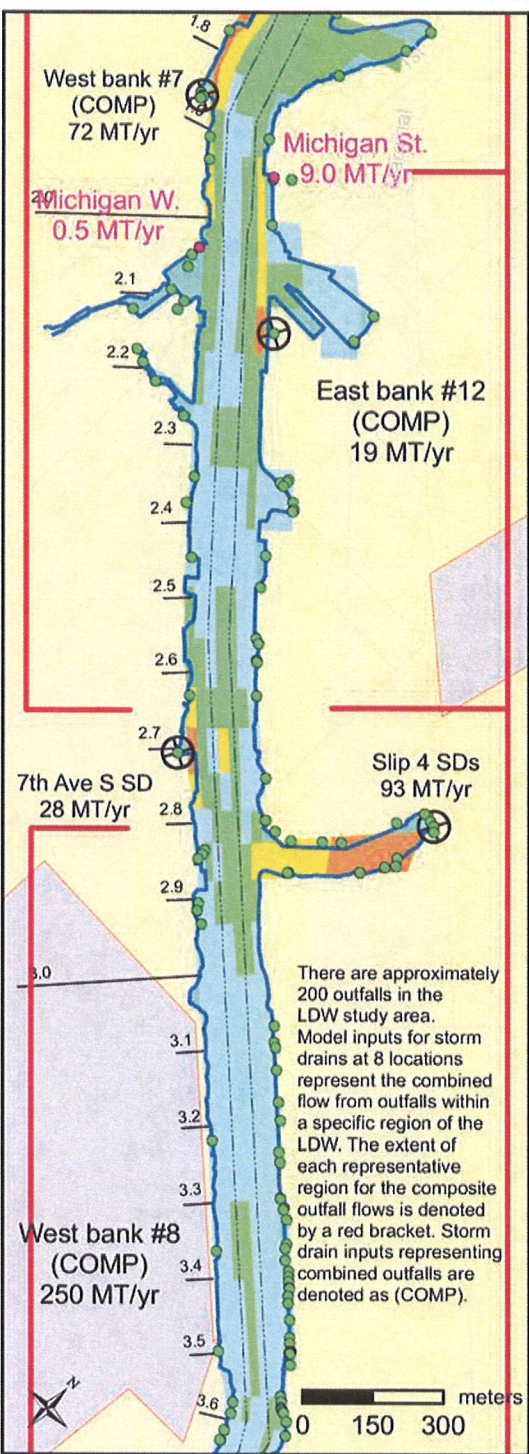 1.8
West bank #7
(COMP)
72 MT/yr
Michigan St.
9.0 MT/yr
Michigan W.
0.5 MT/yr
2.0
2.1
2.2
East bank #12
(COMP)
19 MT/yr
2.3
2.4
2.5
2.6
2.7
7th Ave S SD
28 MT/yr
Slip 4 SDs
93 MT/yr
2.8
2.9
3.0
There are approximately
200 outfalls in the
LDW study area.
Model inputs for storm
drains at 8 locations
represent the combined
flow from outfalls within
a specific region of the
LDW. The extent of
each representative
region for the composite
outfall flows is denoted
by a red bracket. Storm
drain inputs representing
combined outfalls are
denoted as (COMP).
3.1
3.2
3.3
West bank #8
(COMP)
250 MT/yr
3.4
3.5
3.6
N
meters
0 150 300